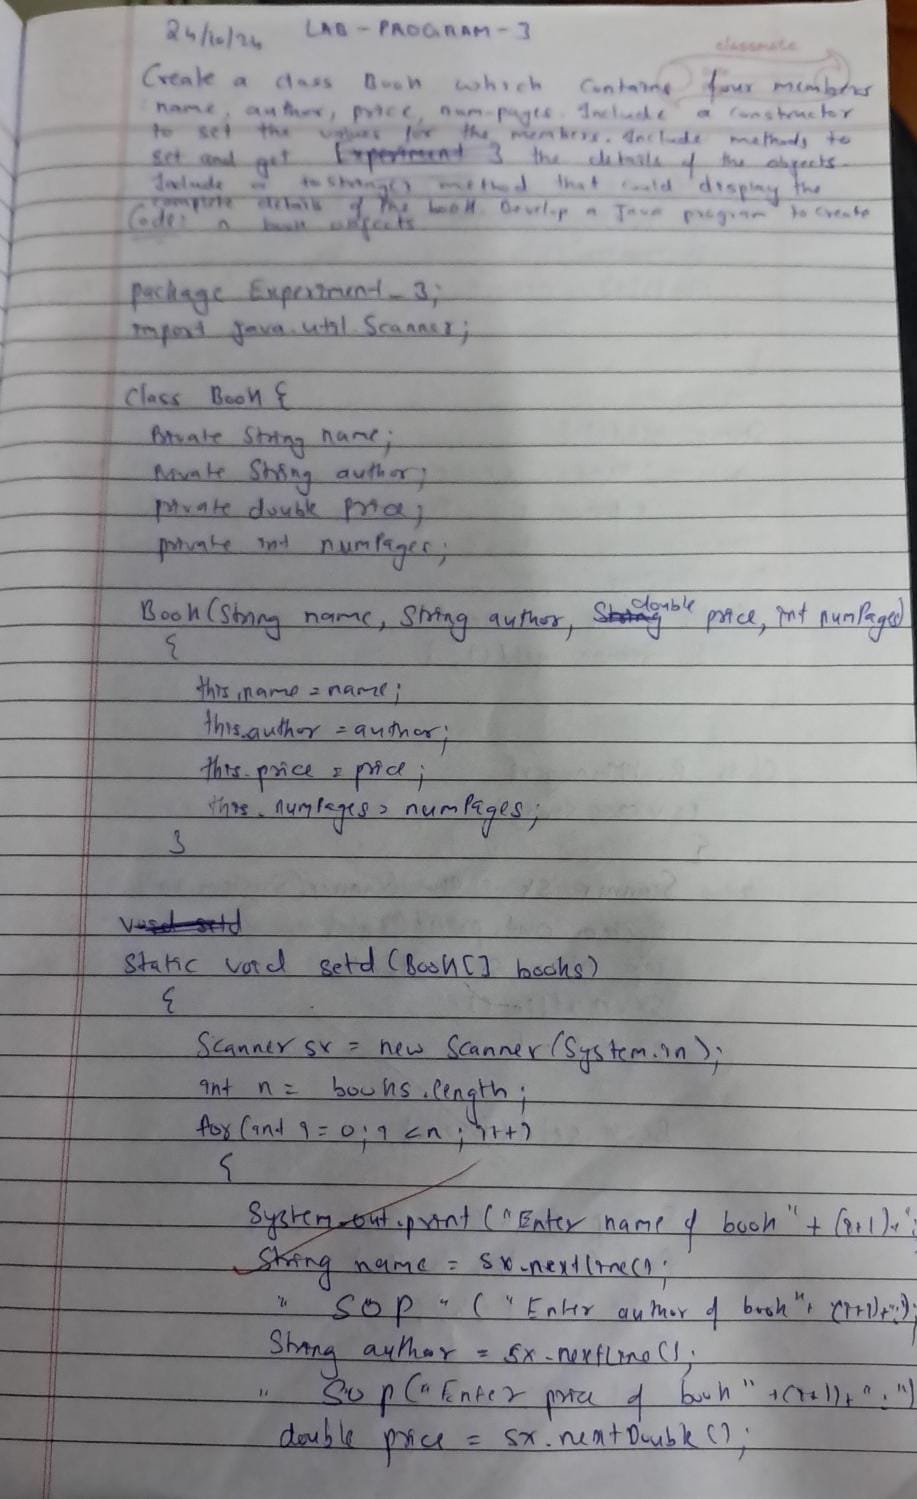 24/10/24 LAB - PROGRAM - 3
classmate
Create a class Book which contains four members
name, author, price, num-pages. Include a constructor
to set the values for the members. Include methods to
set and get Experiment 3 the details of the objects.
Include a toString() method that could display the
complete details of the book. Develop a Java program to create
Code: n book objects
package Experiment_3;
import java.util.Scanner;
class Book {
private String name;
private String author;
private double price;
private int numPages;
double
Book(String name, String author, String price, int numPages)
{
this.name = name;
this.author = author;
this.price = price;
this.numPages = numPages;
}
void setd
static void setd (Book[] books)
{
Scanner sx = new Scanner(System.in);
int n = books.length;
for (int i = 0; i < n; i++)
{
System.out.print ("Enter name of book" + (i+1)+":
String name = sx.nextLine();
" SOP " ("Enter author of book"+ (i+1)+":");
String author = sx.nextLine();
" SOP("Enter price of book" +(i+1)+":")
double price = sx.nextDouble();